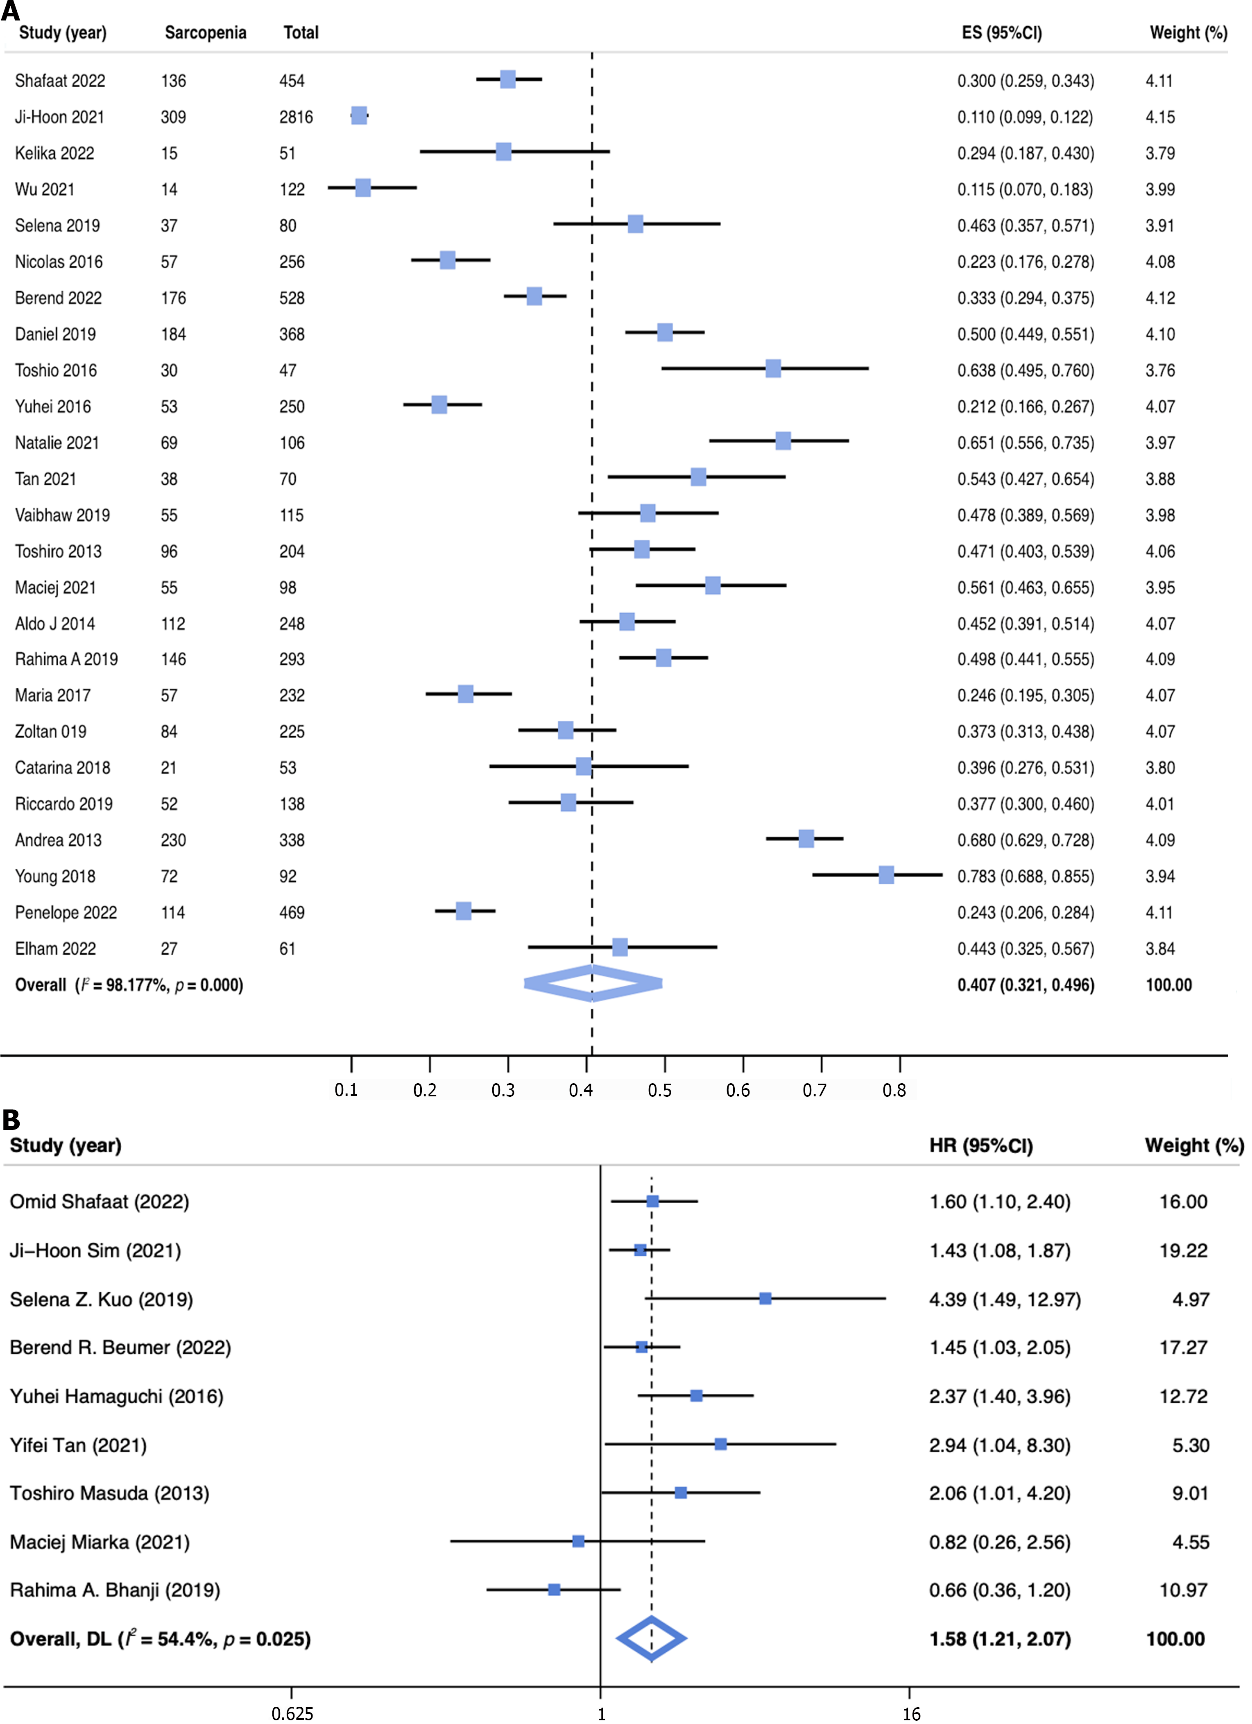 A
Study (year) Sarcopenia Total ES (95%CI) Weight (%)
Shafaat 2022 136 454 0.300 (0.259, 0.343) 4.11
Ji-Hoon 2021 309 2816 0.110 (0.099, 0.122) 4.15
Kelika 2022 15 51 0.294 (0.187, 0.430) 3.79
Wu 2021 14 122 0.115 (0.070, 0.183) 3.99
Selena 2019 37 80 0.463 (0.357, 0.571) 3.91
Nicolas 2016 57 256 0.223 (0.176, 0.278) 4.08
Berend 2022 176 528 0.333 (0.294, 0.375) 4.12
Daniel 2019 184 368 0.500 (0.449, 0.551) 4.10
Toshio 2016 30 47 0.638 (0.495, 0.760) 3.76
Yuhei 2016 53 250 0.212 (0.166, 0.267) 4.07
Natalie 2021 69 106 0.651 (0.556, 0.735) 3.97
Tan 2021 38 70 0.543 (0.427, 0.654) 3.88
Vaibhaw 2019 55 115 0.478 (0.389, 0.569) 3.98
Toshiro 2013 96 204 0.471 (0.403, 0.539) 4.06
Maciej 2021 55 98 0.561 (0.463, 0.655) 3.95
Aldo J 2014 112 248 0.452 (0.391, 0.514) 4.07
Rahima A 2019 146 293 0.498 (0.441, 0.555) 4.09
Maria 2017 57 232 0.246 (0.195, 0.305) 4.07
Zoltan 019 84 225 0.373 (0.313, 0.438) 4.07
Catarina 2018 21 53 0.396 (0.276, 0.531) 3.80
Riccardo 2019 52 138 0.377 (0.300, 0.460) 4.01
Andrea 2013 230 338 0.680 (0.629, 0.728) 4.09
Young 2018 72 92 0.783 (0.688, 0.855) 3.94
Penelope 2022 114 469 0.243 (0.206, 0.284) 4.11
Elham 2022 27 61 0.443 (0.325, 0.567) 3.84
Overall (I² = 98.177%, p = 0.000) 0.407 (0.321, 0.496) 100.00
0.1 0.2 0.3 0.4 0.5 0.6 0.7 0.8
B
Study (year) HR (95%CI) Weight (%)
Omid Shafaat (2022) 1.60 (1.10, 2.40) 16.00
Ji–Hoon Sim (2021) 1.43 (1.08, 1.87) 19.22
Selena Z. Kuo (2019) 4.39 (1.49, 12.97) 4.97
Berend R. Beumer (2022) 1.45 (1.03, 2.05) 17.27
Yuhei Hamaguchi (2016) 2.37 (1.40, 3.96) 12.72
Yifei Tan (2021) 2.94 (1.04, 8.30) 5.30
Toshiro Masuda (2013) 2.06 (1.01, 4.20) 9.01
Maciej Miarka (2021) 0.82 (0.26, 2.56) 4.55
Rahima A. Bhanji (2019) 0.66 (0.36, 1.20) 10.97
Overall, DL (I² = 54.4%, p = 0.025) 1.58 (1.21, 2.07) 100.00
0.625 1 16